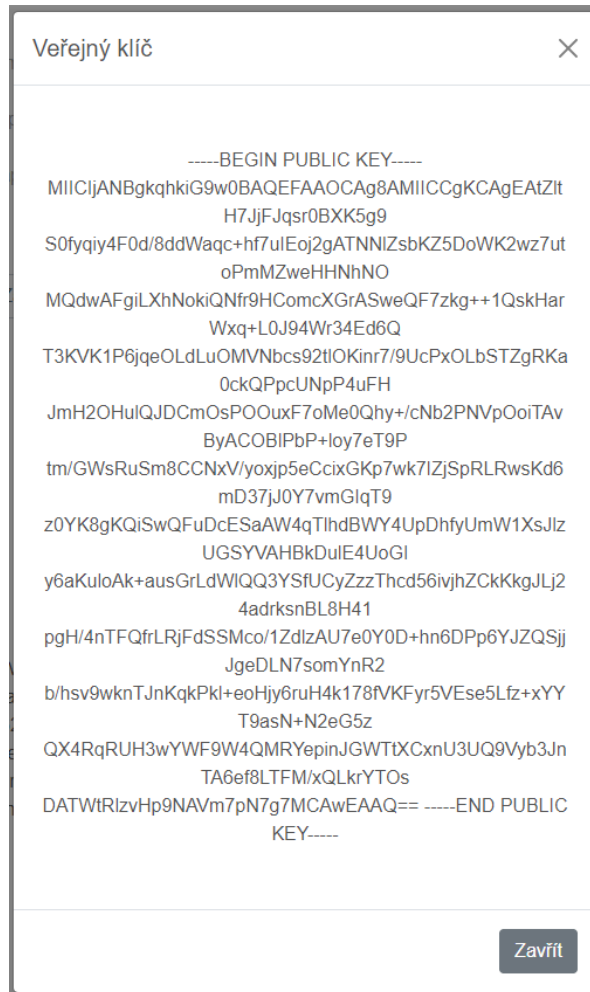 Veřejný klíč
-----BEGIN PUBLIC KEY-----
MIICIjANBgkqhkiG9w0BAQEFAAOCAg8AMIICCgKCAgEAtZlt
H7JjFJqsr0BXK5g9
S0fyqiy4F0d/8ddWaqc+hf7ulEoj2gATNNlZsbKZ5DoWK2wz7ut
oPmMZweHHNhNO
MQdwAFgiLXhNokiQNfr9HComcXGrASweQF7zkg++1QskHar
Wxq+L0J94Wr34Ed6Q
T3KVK1P6jqeOLdLuOMVNbcs92tlOKinr7/9UcPxOLbSTZgRKa
0ckQPpcUNpP4uFH
JmH2OHulQJDCmOsPOOuxF7oMe0Qhy+/cNb2PNVpOoiTAv
ByACOBlPbP+loy7eT9P
tm/GWsRuSm8CCNxV/yoxjp5eCcixGKp7wk7lZjSpRLRwsKd6
mD37jJ0Y7vmGlqT9
z0YK8gKQiSwQFuDcESaAW4qTlhdBWY4UpDhfyUmW1XsJlz
UGSYVAHBkDulE4UoGl
y6aKuloAk+ausGrLdWlQQ3YSfUCyZzzThcd56ivjhZCkKkgJLj2
4adrksnBL8H41
pgH/4nTFQfrLRjFdSSMco/1ZdlzAU7e0Y0D+hn6DPp6YJZQSjj
JgeDLN7somYnR2
b/hsv9wknTJnKqkPkl+eoHjy6ruH4k178fVKFyr5VEse5Lfz+xYY
T9asN+N2eG5z
QX4RqRUH3wYWF9W4QMRYepinJGWTtXCxnU3UQ9Vyb3Jn
TA6ef8LTFM/xQLkrYTOs
DATWtRlzvHp9NAVm7pN7g7MCAwEAAQ== -----END PUBLIC
KEY-----
Zavřít